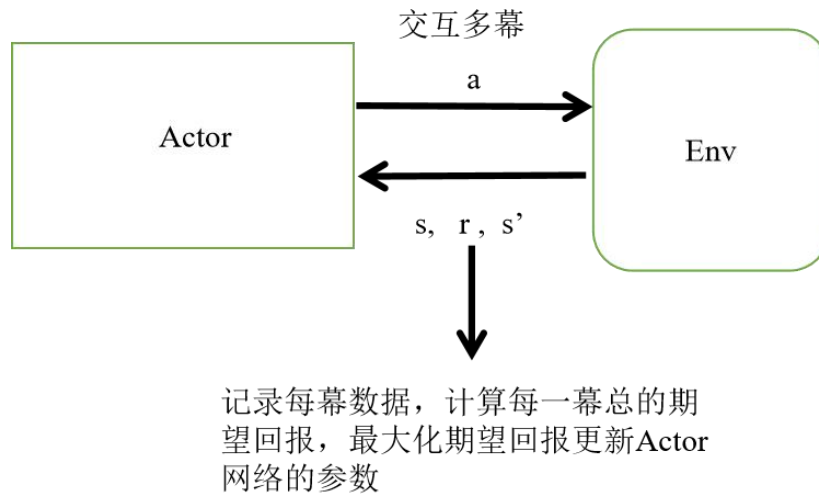 交互多幕
a
Actor
Env
s, r , s’
记录每幕数据，计算每一幕总的期
望回报，最大化期望回报更新Actor
网络的参数